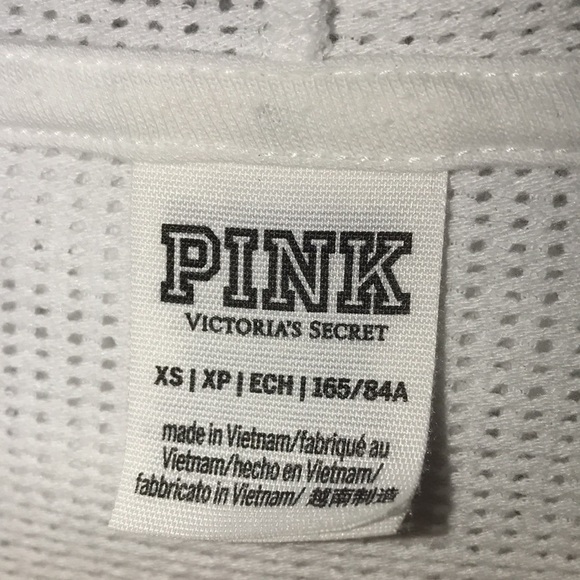 PINK
VICTORIA'S SECRET
XS | XP | ECH | 165/84A
made in Vietnam/fabriqué au
Vietnam/hecho en Vietnam/
fabbricato in Vietnam/ 越南制造